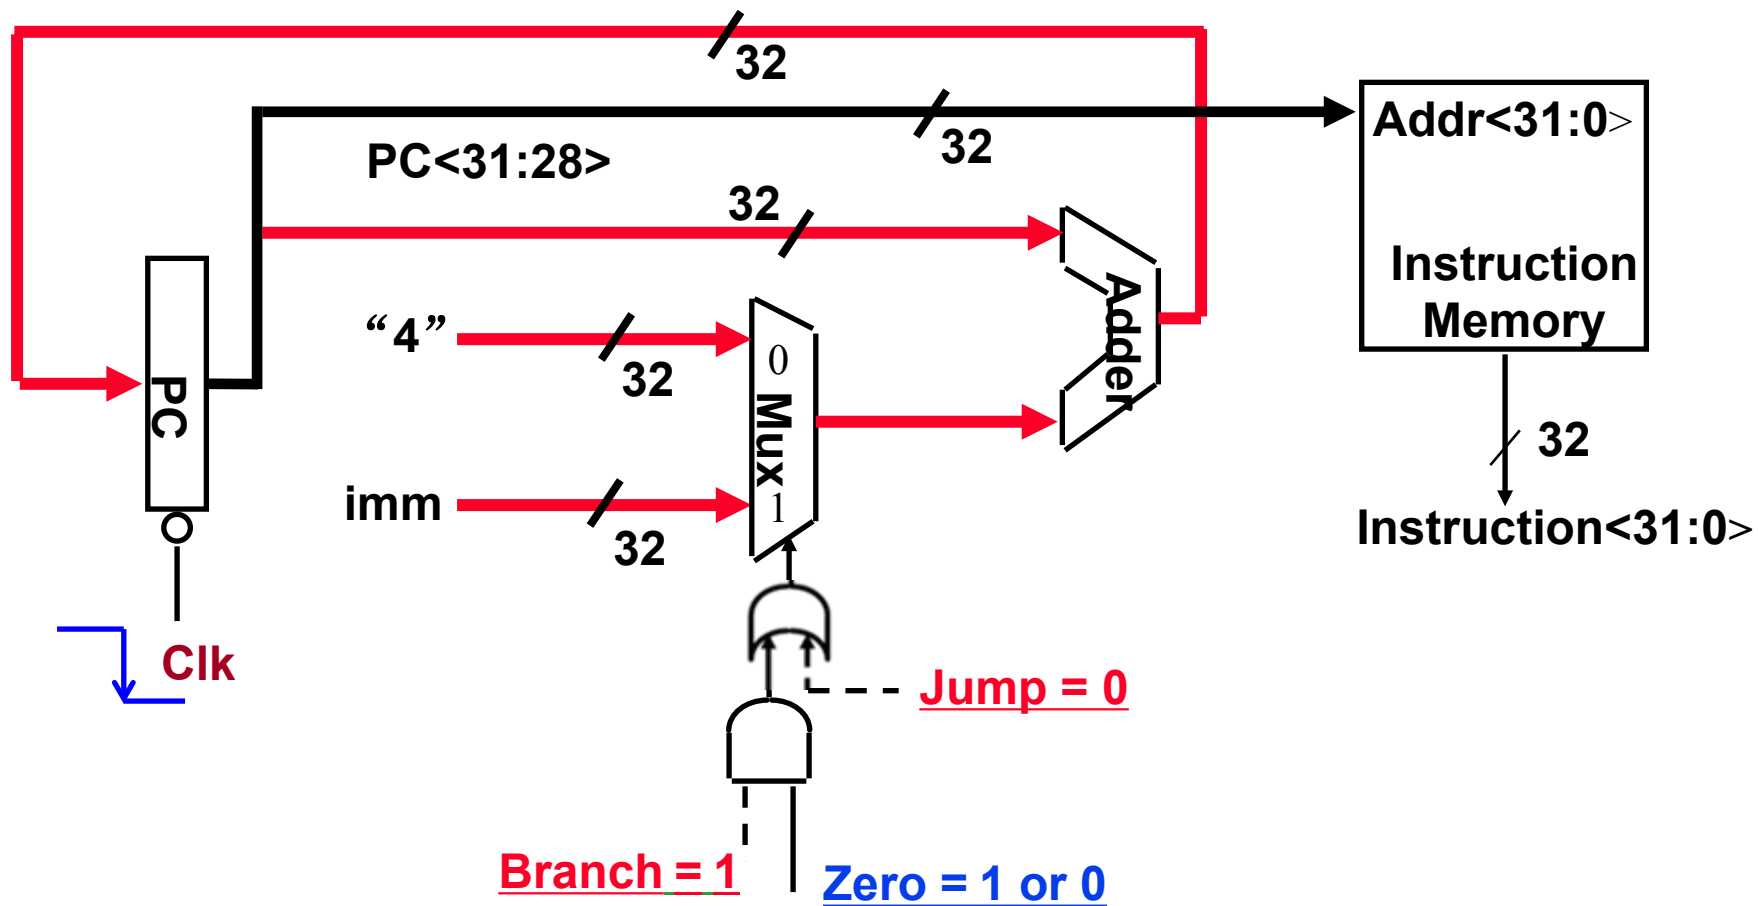 32
32
Addr<31:0>
PC<31:28>
32
Instruction
Memory
Adder
“4”
32
0
Mux
1
PC
imm
32
32
Instruction<31:0>
Clk
Jump = 0
Branch = 1
Zero = 1 or 0